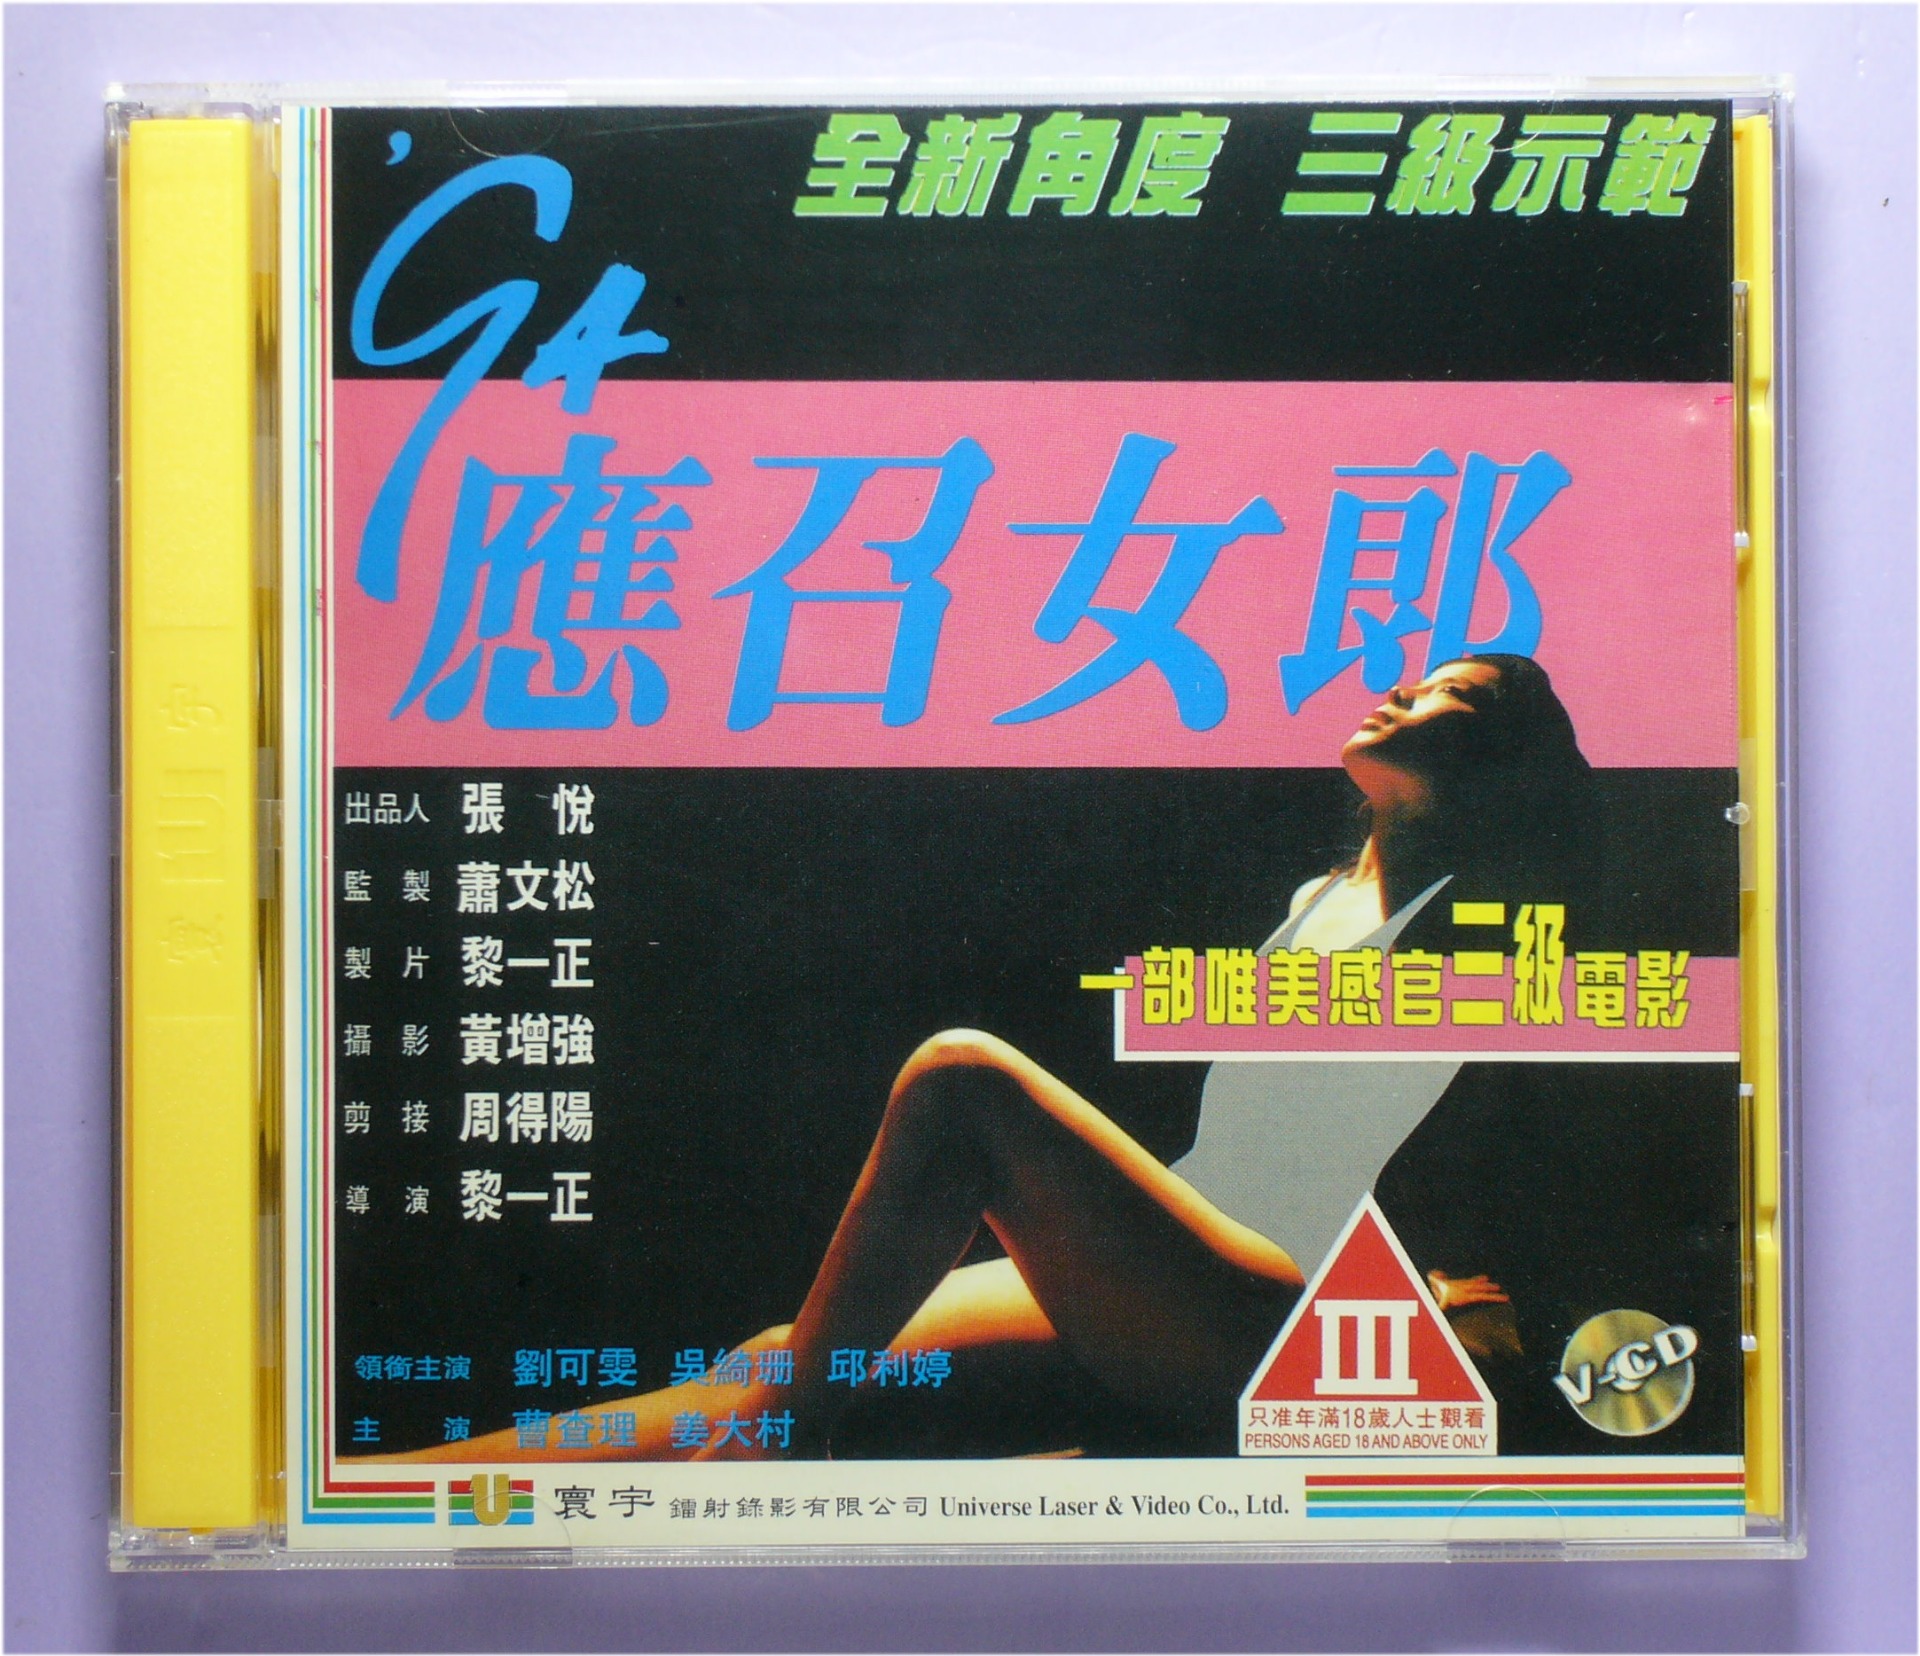 全新角度 三級示範
'94
應召女郎
出品人 張 悅
監 製 蕭文松
製 片 黎一正
攝 影 黃增強
剪 接 周得陽
導 演 黎一正
一部唯美感官三級電影
領銜主演 劉可雯 吳綺珊 邱利婷
主 演 曹查理 姜大村
III
只准年滿18歲人士觀看
PERSONS AGED 18 AND ABOVE ONLY
V-CD
U 寰宇 鐳射錄影有限公司 Universe Laser & Video Co., Ltd.
寰 U 宇